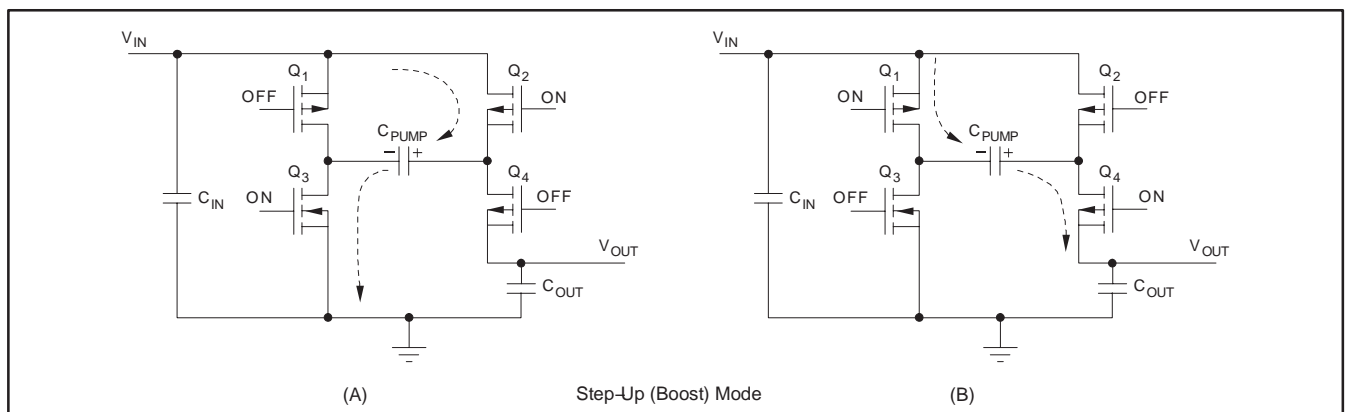 V_IN
Q_1
Q_2
OFF
ON
C_PUMP
− +
Q_3
Q_4
C_IN
ON
OFF
V_OUT
C_OUT
(A)
V_IN
Q_1
Q_2
ON
OFF
C_PUMP
− +
Q_3
Q_4
C_IN
OFF
ON
V_OUT
C_OUT
(B)
Step–Up (Boost) Mode